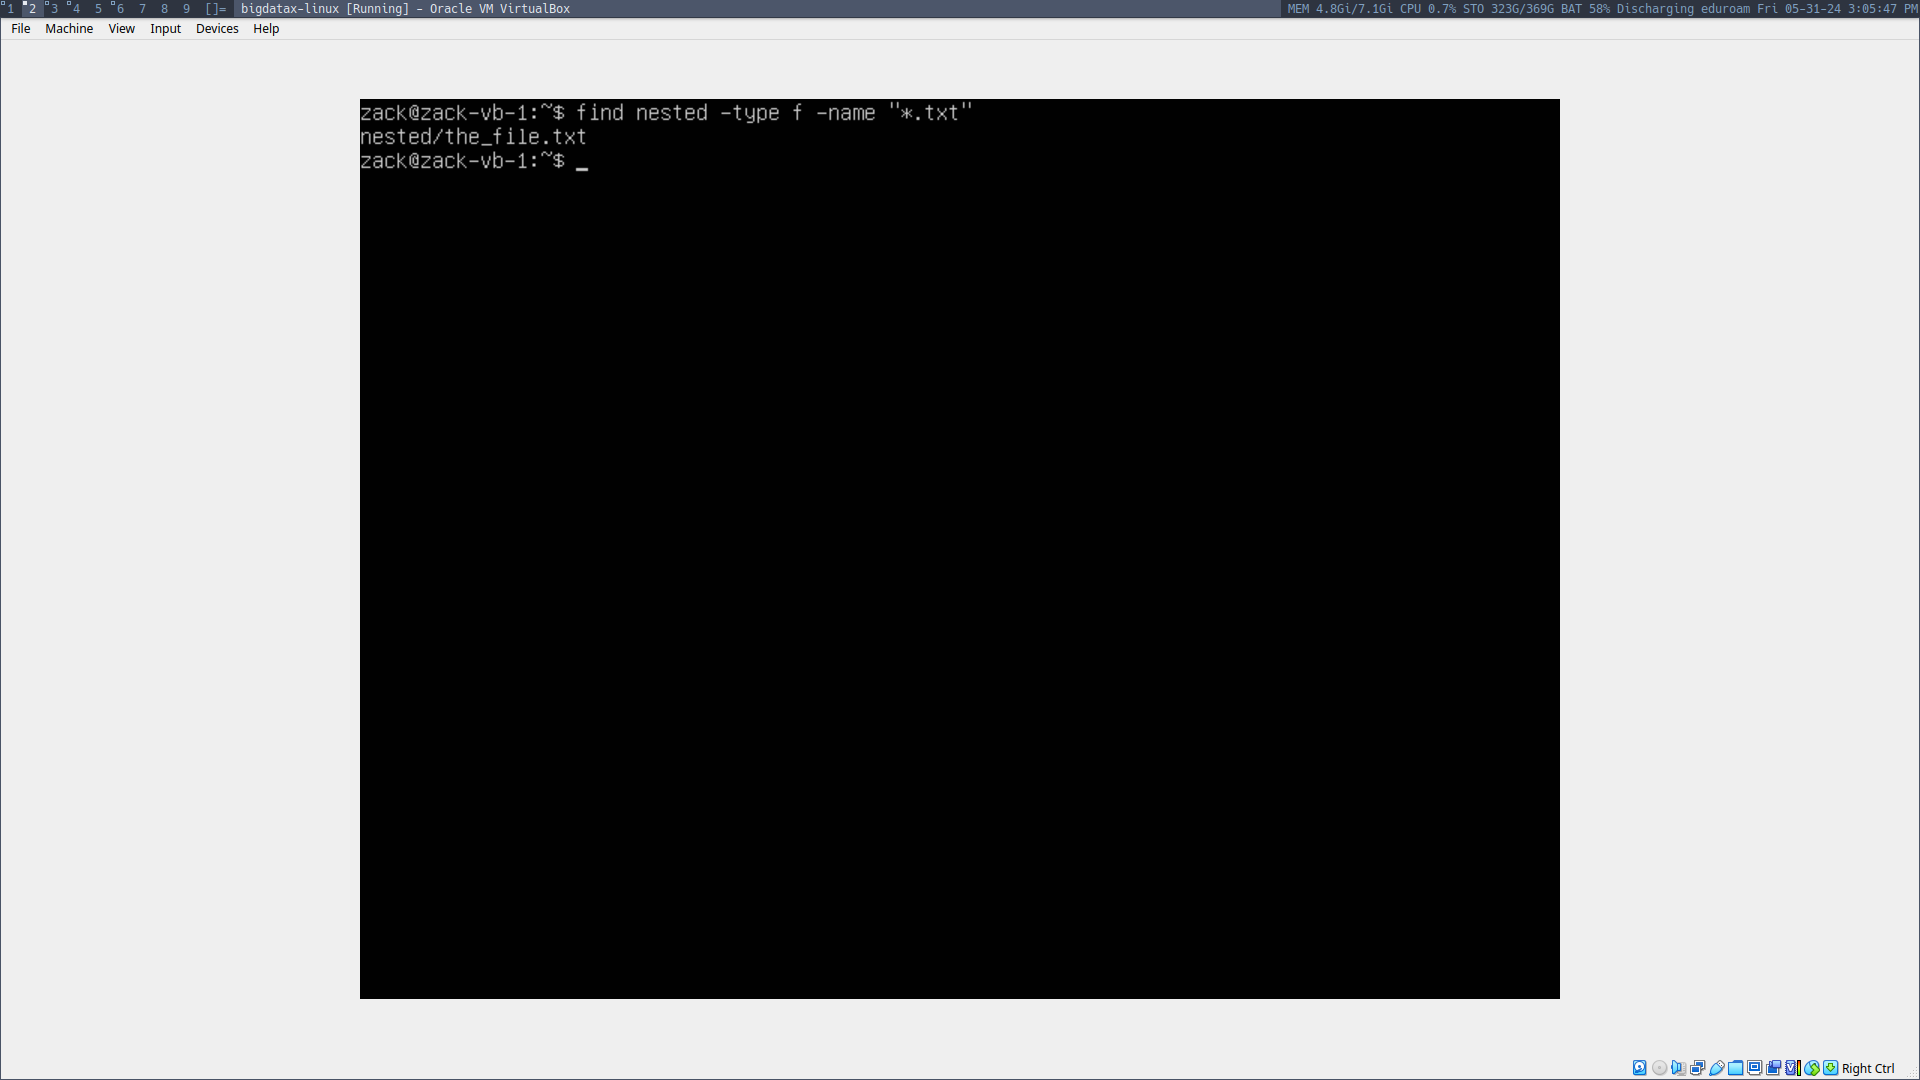 1 2 3 4 5 6 7 8 9 []= bigdatax-linux [Running] - Oracle VM VirtualBox MEM 4.8Gi/7.1Gi CPU 0.7% STO 323G/369G BAT 58% Discharging eduroam Fri 05-31-24 3:05:47 PM
File Machine View Input Devices Help
zack@zack-vb-1:~$ find nested -type f -name "*.txt"
nested/the_file.txt
zack@zack-vb-1:~$ _
Right Ctrl